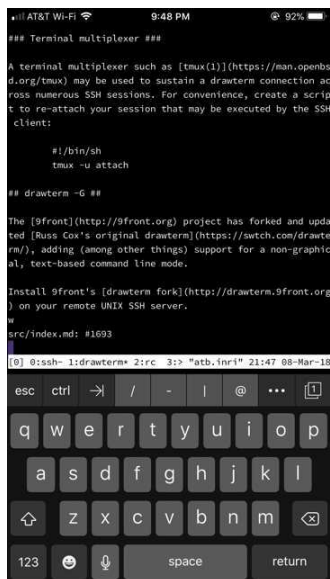 AT&T Wi-Fi 9:48 PM 92%
### Terminal multiplexer ###
A terminal multiplexer such as [tmux(1)](https://man.openbs
d.org/tmux) may be used to sustain a drawterm connection ac
ross numerous SSH sessions. For convenience, create a scrip
t to re-attach your session that may be executed by the SSH
client:
#!/bin/sh
tmux -u attach
## drawterm -G ##
The [9front](http://9front.org) project has forked and upda
ted [Russ Cox's original drawterm](https://swtch.com/drawte
rm/), adding (among other things) support for a non-graphic
al, text-based command line mode.
Install 9front's [drawterm fork](http://drawterm.9front.org
) on your remote UNIX SSH server.
w
src/index.md: #1693
[0] 0:ssh- 1:drawterm* 2:rc 3:> "atb.inri" 21:47 08-Mar-18
esc ctrl →| / - | @ ••• 1
q w e r t y u i o p
a s d f g h j k l
z x c v b n m
123 space return